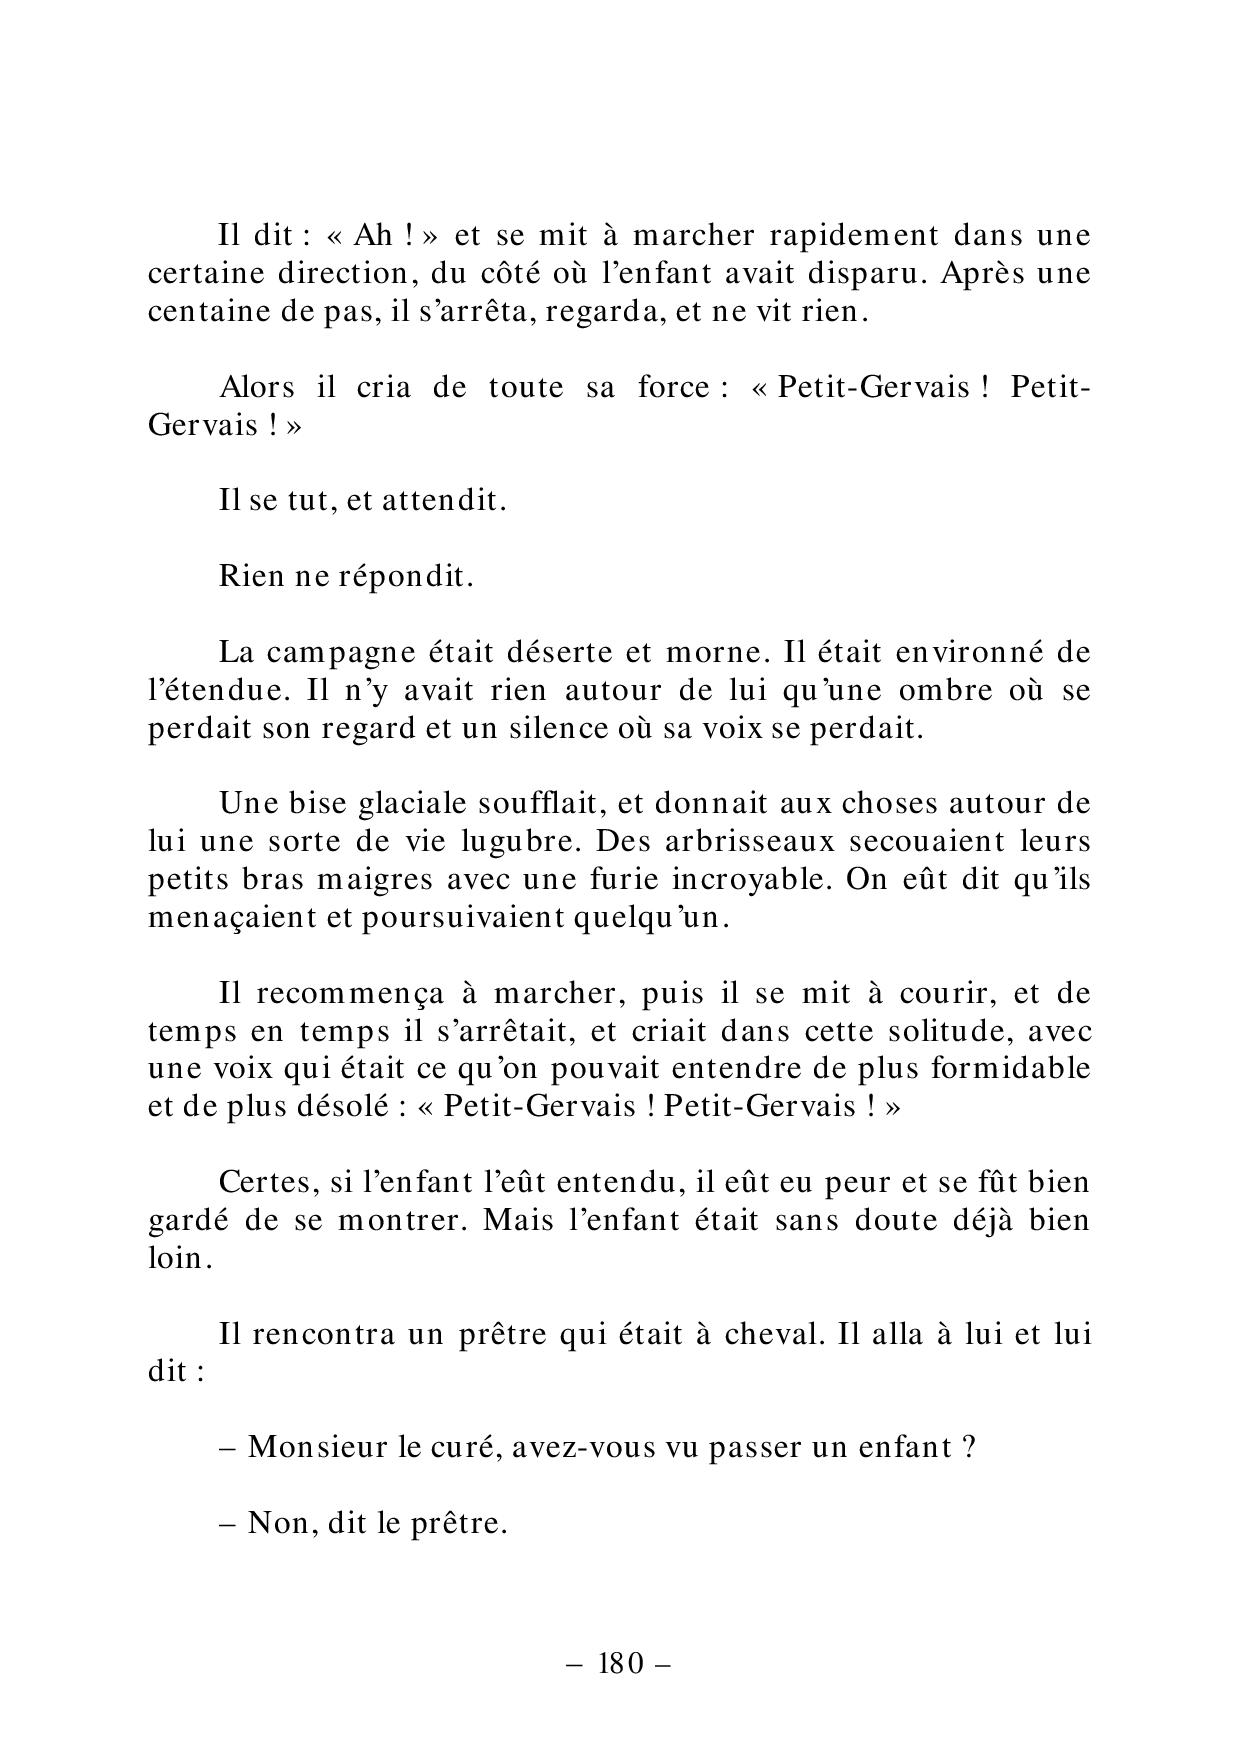 Il dit : « Ah ! » et se mit à marcher rapidement dans une
certaine direction, du côté où l’enfant avait disparu. Après une
centaine de pas, il s’arrêta, regarda, et ne vit rien.
Alors il cria de toute sa force : « Petit-Gervais ! Petit-
Gervais ! »
Il se tut, et attendit.
Rien ne répondit.
La campagne était déserte et morne. Il était environné de
l’étendue. Il n’y avait rien autour de lui qu’une ombre où se
perdait son regard et un silence où sa voix se perdait.
Une bise glaciale soufflait, et donnait aux choses autour de
lui une sorte de vie lugubre. Des arbrisseaux secouaient leurs
petits bras maigres avec une furie incroyable. On eût dit qu’ils
menaçaient et poursuivaient quelqu’un.
Il recommença à marcher, puis il se mit à courir, et de
temps en temps il s’arrêtait, et criait dans cette solitude, avec
une voix qui était ce qu’on pouvait entendre de plus formidable
et de plus désolé : « Petit-Gervais ! Petit-Gervais ! »
Certes, si l’enfant l’eût entendu, il eût eu peur et se fût bien
gardé de se montrer. Mais l’enfant était sans doute déjà bien
loin.
Il rencontra un prêtre qui était à cheval. Il alla à lui et lui
dit :
– Monsieur le curé, avez-vous vu passer un enfant ?
– Non, dit le prêtre.
– 180 –